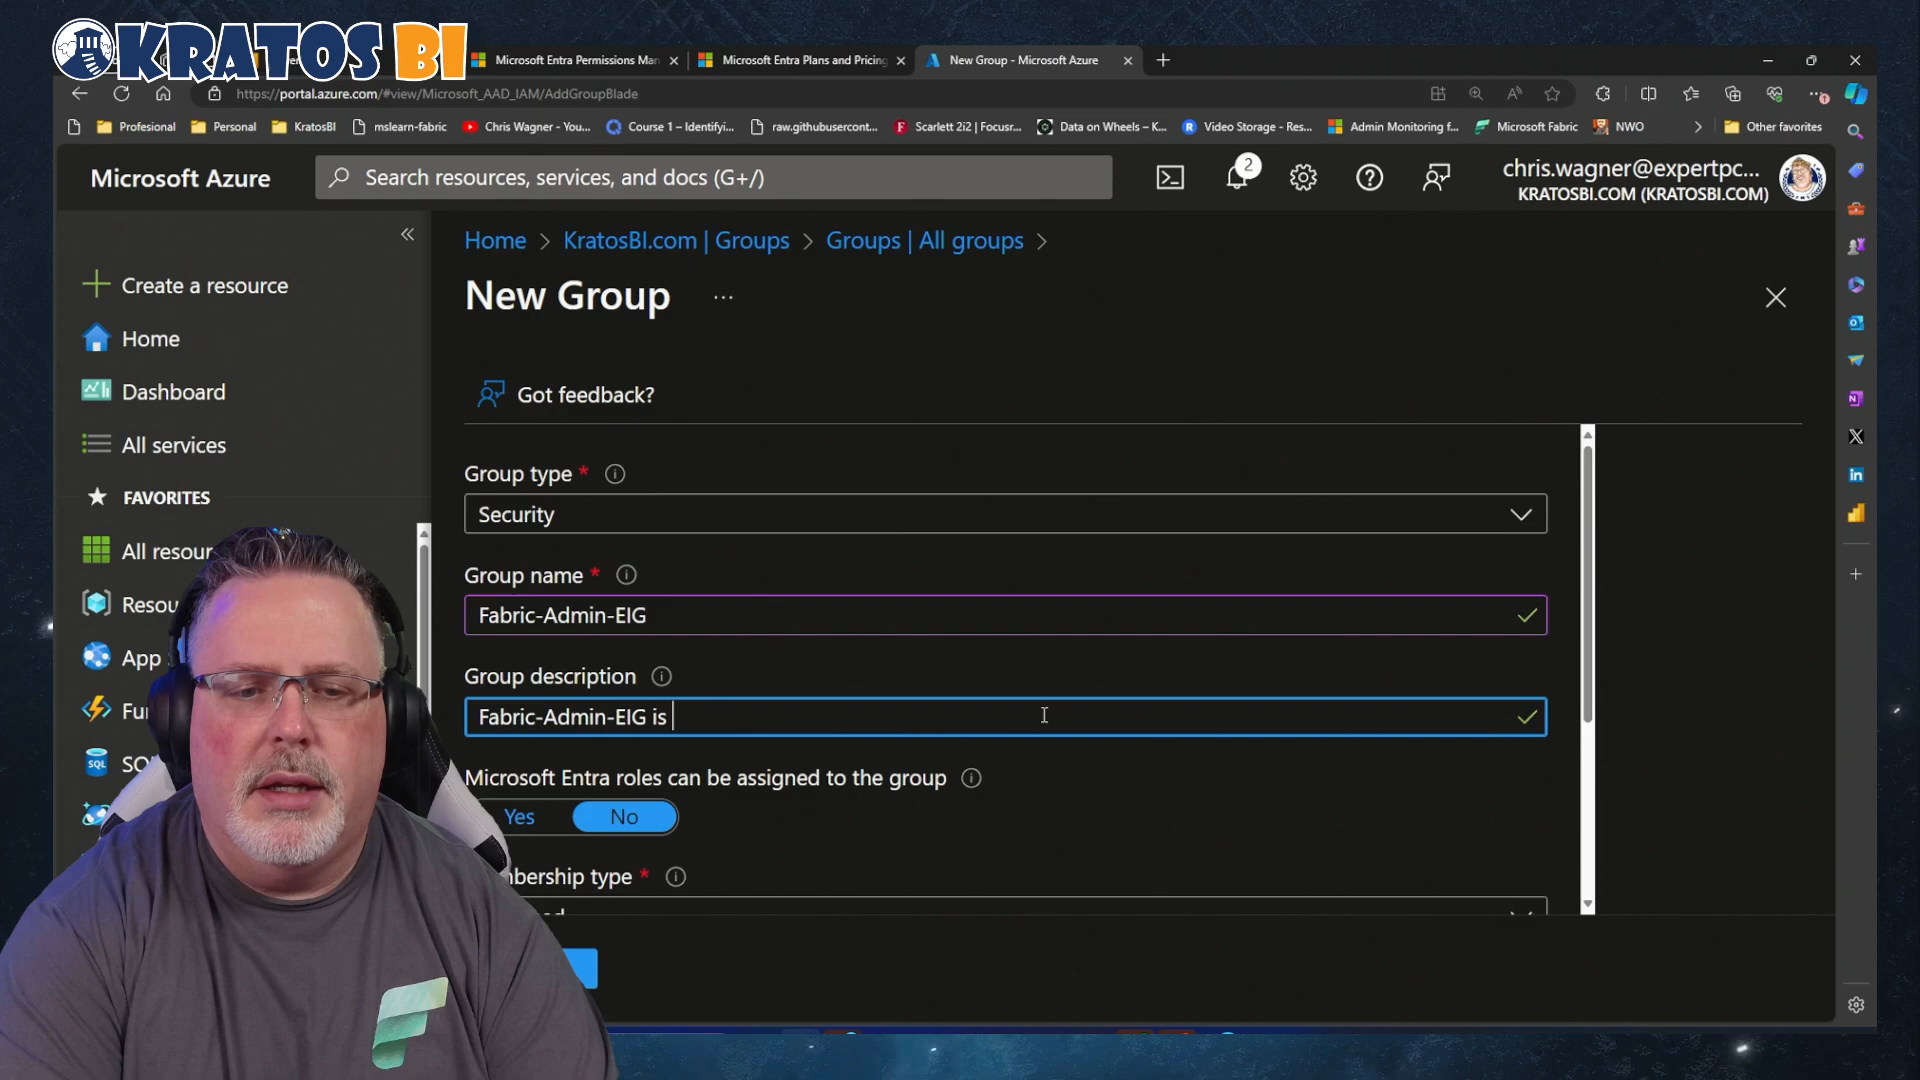 KRATOS BI
Microsoft Entra Permissions Man
Microsoft Entra Plans and Pricing
New Group - Microsoft Azure
https://portal.azure.com/#view/Microsoft_AAD_IAM/AddGroupBlade
Profesional
Personal
KratosBI
mslearn-fabric
Chris Wagner - You...
Course 1 – Identifyi...
raw.githubusercont...
Scarlett 2i2 | Focusr...
Data on Wheels – K...
Video Storage - Res...
Admin Monitoring f...
Microsoft Fabric
NWO
Other favorites
Microsoft Azure
Search resources, services, and docs (G+/)
2
chris.wagner@expertpc...
KRATOSBI.COM (KRATOSBI.COM)
Home > KratosBI.com | Groups > Groups | All groups >
New Group ...
Got feedback?
Create a resource
Home
Dashboard
All services
FAVORITES
All resour
Resou
App
Fu
SQL
Group type *
Security
Group name *
Fabric-Admin-EIG
Group description
Fabric-Admin-EIG is
Microsoft Entra roles can be assigned to the group
Yes No
bership type *